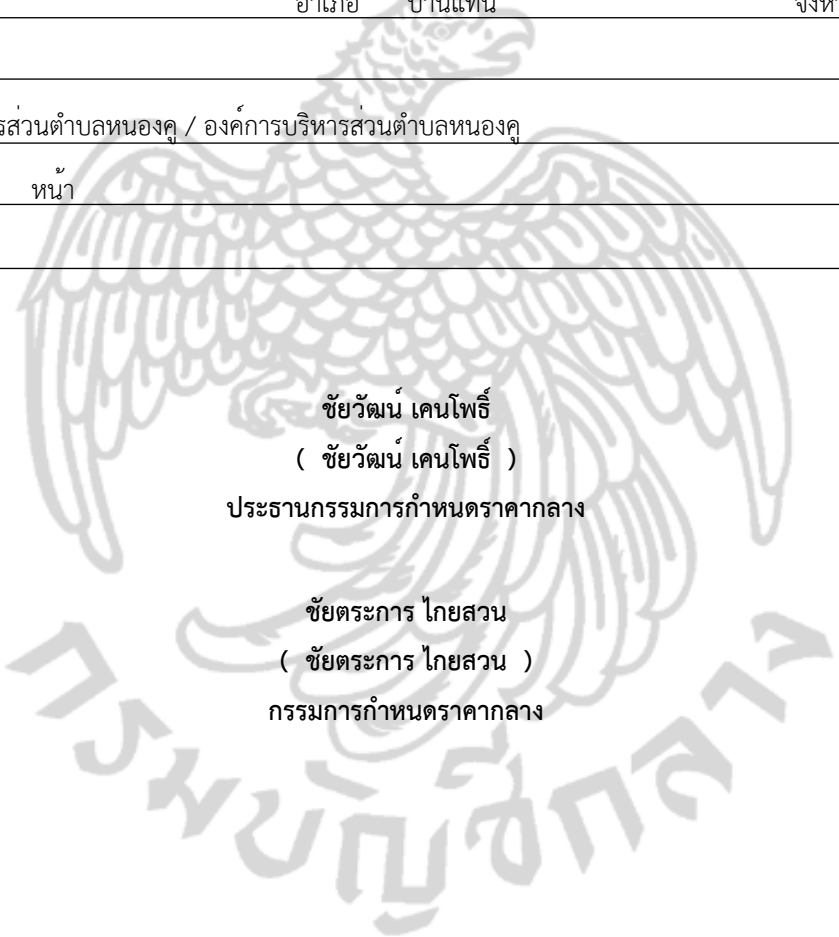 อำเภอ บ้านแท่น จังห
รส่วนตำบลหนองคู / องค์การบริหารส่วนตำบลหนองคู
หน้า
ชัยวัฒน์ เคนโพธิ์
( ชัยวัฒน์ เคนโพธิ์ )
ประธานกรรมการกำหนดราคากลาง
ชัยตระการ ไกยสวน
( ชัยตระการ ไกยสวน )
กรรมการกำหนดราคากลาง
กรมบัญชีกลาง